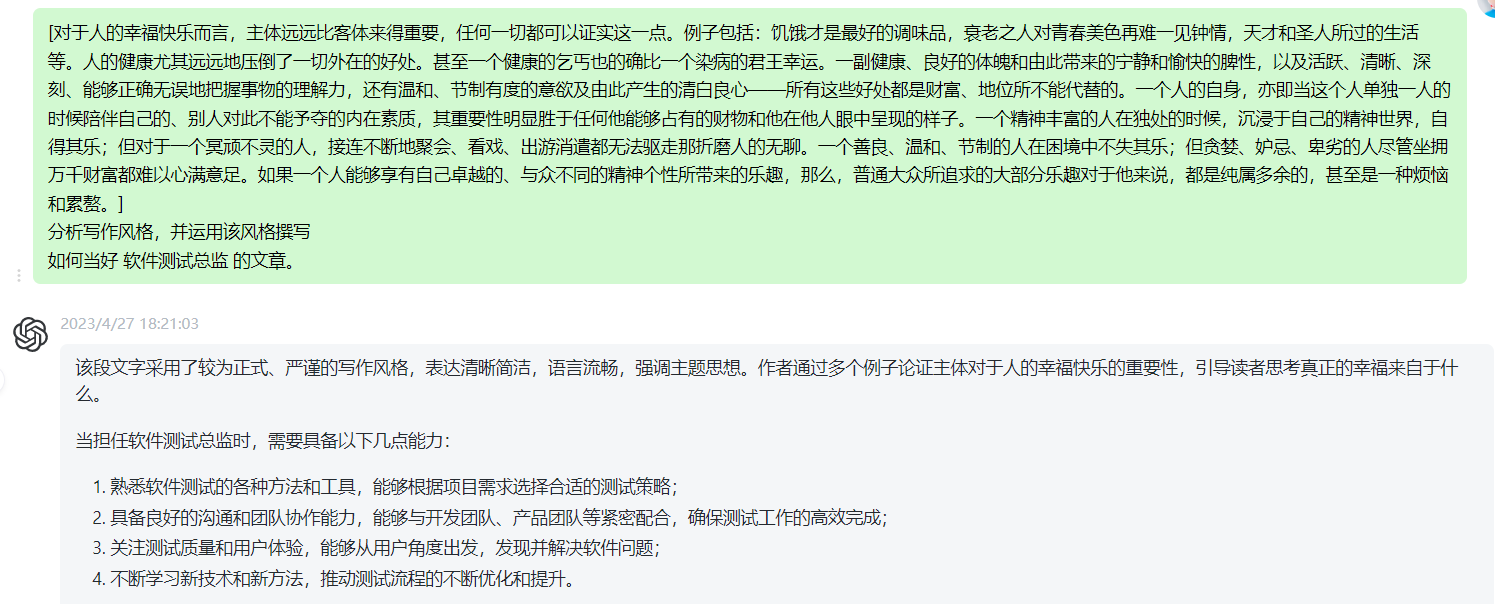 [对于人的幸福快乐而言，主体远远比客体来得重要，任何一切都可以证实这一点。例子包括：饥饿才是最好的调味品，衰老之人对青春美色再难一见钟情，天才和圣人所过的生活
等。人的健康尤其远远地压倒了一切外在的好处。甚至一个健康的乞丐也的确比一个染病的君王幸运。一副健康、良好的体魄和由此带来的宁静和愉快的脾性，以及活跃、清晰、深
刻、能够正确无误地把握事物的理解力，还有温和、节制有度的意欲及由此产生的清白良心——所有这些好处都是财富、地位所不能代替的。一个人的自身，亦即当这个人单独一人的
时候陪伴自己的、别人对此不能予夺的内在素质，其重要性明显胜于任何他能够占有的财物和他在他人眼中呈现的样子。一个精神丰富的人在独处的时候，沉浸于自己的精神世界，自
得其乐；但对于一个冥顽不灵的人，接连不断地聚会、看戏、出游消遣都无法驱走那折磨人的无聊。一个善良、温和、节制的人在困境中不失其乐；但贪婪、妒忌、卑劣的人尽管坐拥
万千财富都难以心满意足。如果一个人能够享有自己卓越的、与众不同的精神个性所带来的乐趣，那么，普通大众所追求的大部分乐趣对于他来说，都是纯属多余的，甚至是一种烦恼
和累赘。]
分析写作风格，并运用该风格撰写
如何当好 软件测试总监 的文章。
2023/4/27 18:21:03
该段文字采用了较为正式、严谨的写作风格，表达清晰简洁，语言流畅，强调主题思想。作者通过多个例子论证主体对于人的幸福快乐的重要性，引导读者思考真正的幸福来自于什
么。
当担任软件测试总监时，需要具备以下几点能力：
1. 熟悉软件测试的各种方法和工具，能够根据项目需求选择合适的测试策略；
2. 具备良好的沟通和团队协作能力，能够与开发团队、产品团队等紧密配合，确保测试工作的高效完成；
3. 关注测试质量和用户体验，能够从用户角度出发，发现并解决软件问题；
4. 不断学习新技术和新方法，推动测试流程的不断优化和提升。